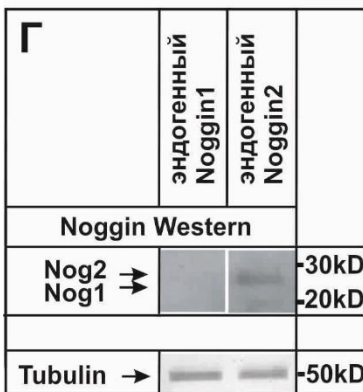 Г
эндогенный
Noggin1
эндогенный
Noggin2
Noggin Western
Nog2
Nog1
-30kD
-20kD
Tubulin
-50kD